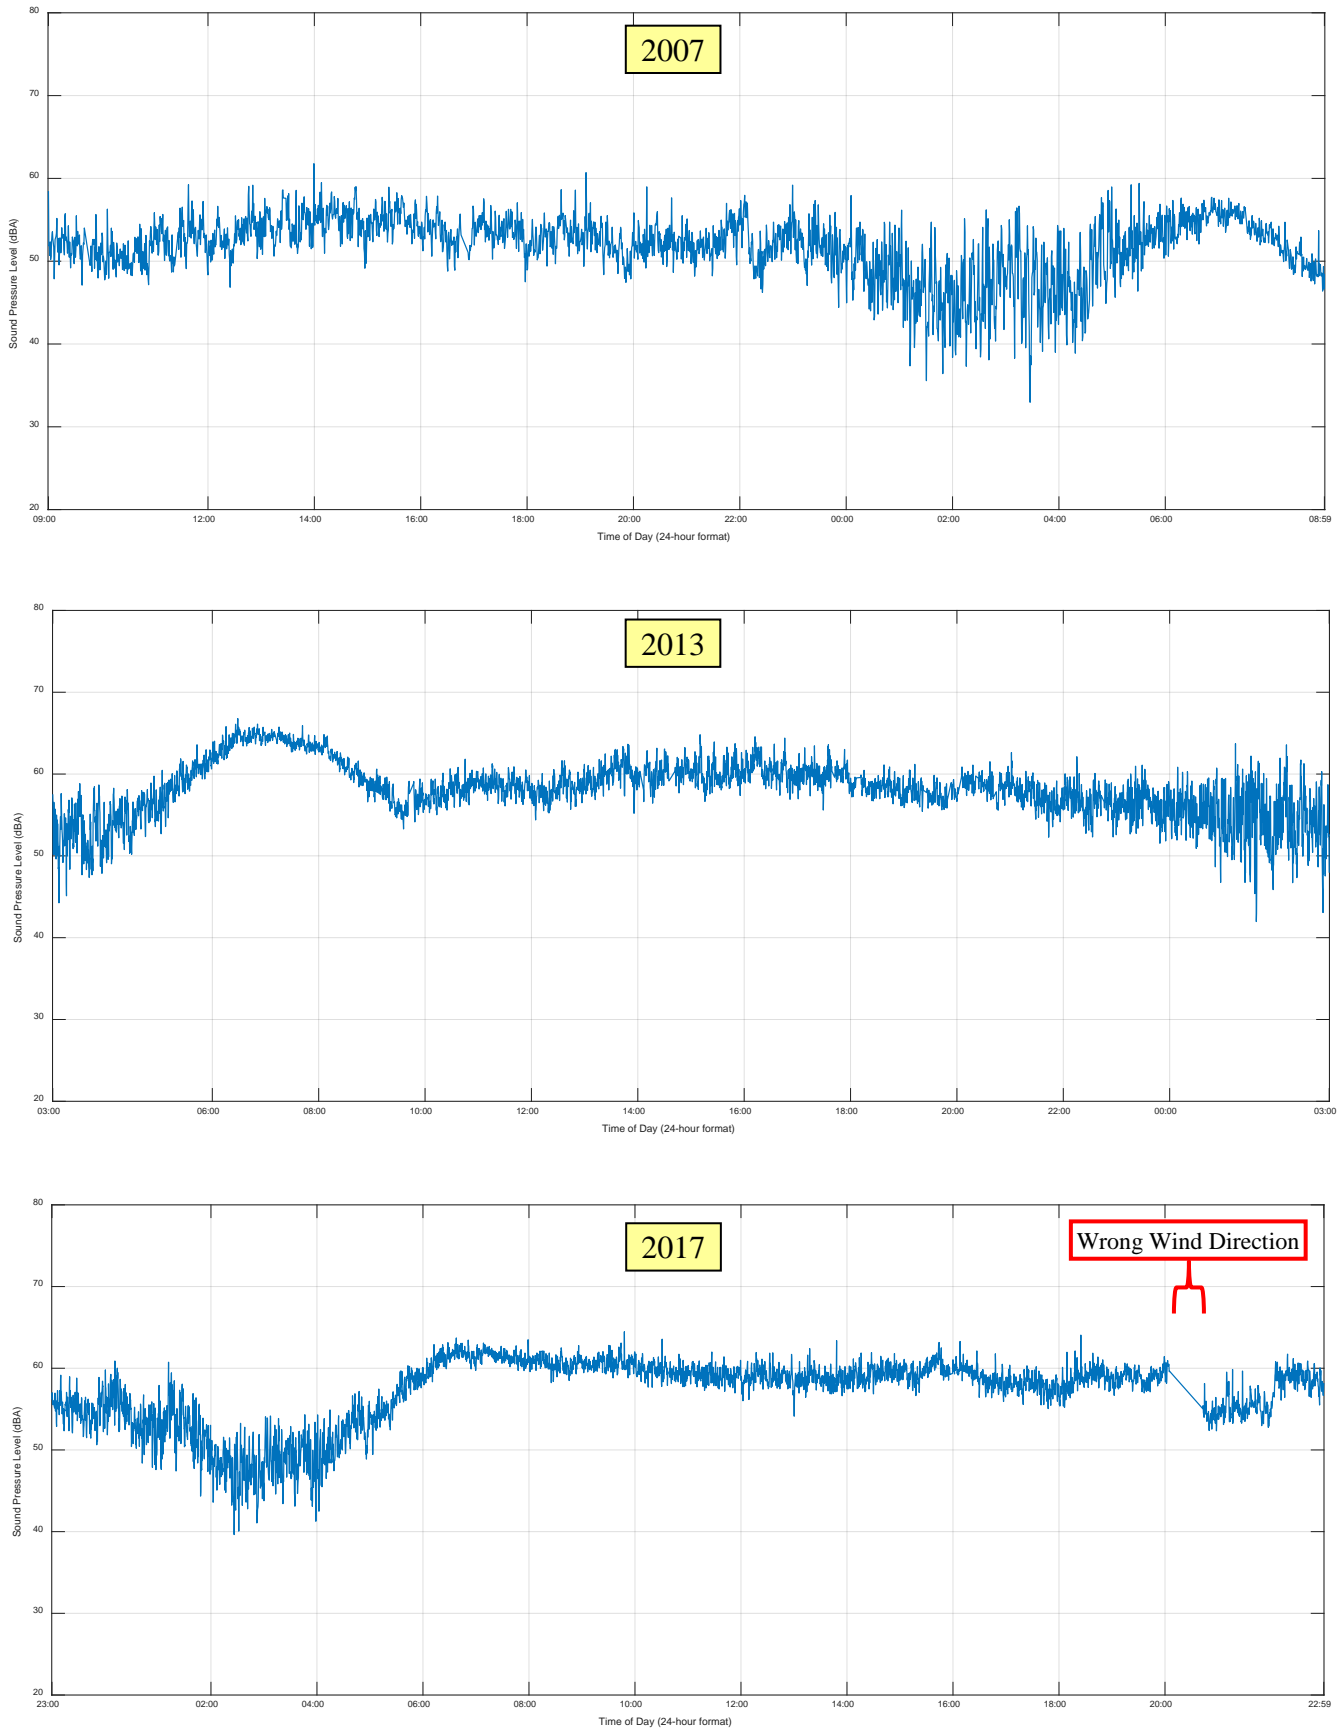 2007
80
70
60
50
40
30
20
Sound Pressure Level (dBA)
09:00 12:00 14:00 16:00 18:00 20:00 22:00 00:00 02:00 04:00 06:00 08:59
Time of Day (24-hour format)
2013
80
70
60
50
40
30
20
Sound Pressure Level (dBA)
03:00 06:00 08:00 10:00 12:00 14:00 16:00 18:00 20:00 22:00 00:00 03:00
Time of Day (24-hour format)
2017
Wrong Wind Direction
80
70
60
50
40
30
20
Sound Pressure Level (dBA)
23:00 02:00 04:00 06:00 08:00 10:00 12:00 14:00 16:00 18:00 20:00 22:59
Time of Day (24-hour format)